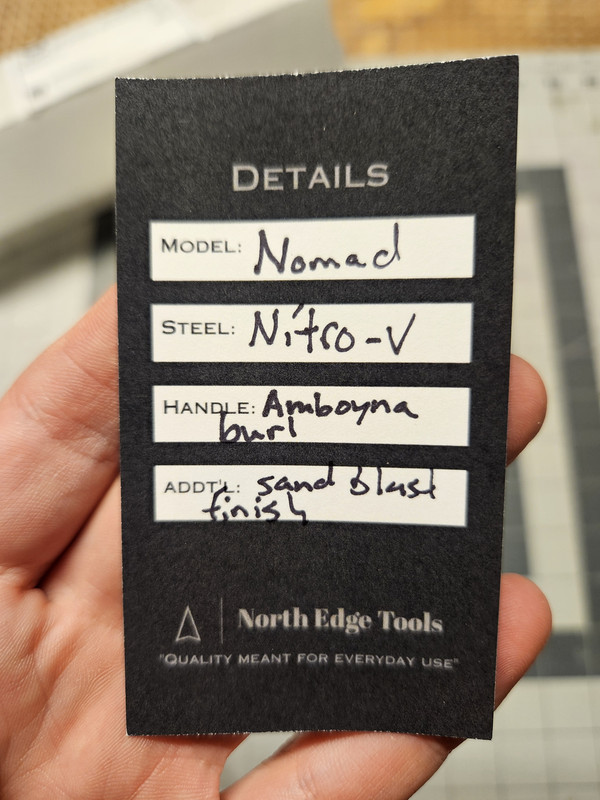 DETAILS
MODEL: Nomad
STEEL: Nitro-V
HANDLE: Amboyna
burl
ADDT'L: sand blast
finish
North Edge Tools
"QUALITY MEANT FOR EVERYDAY USE"